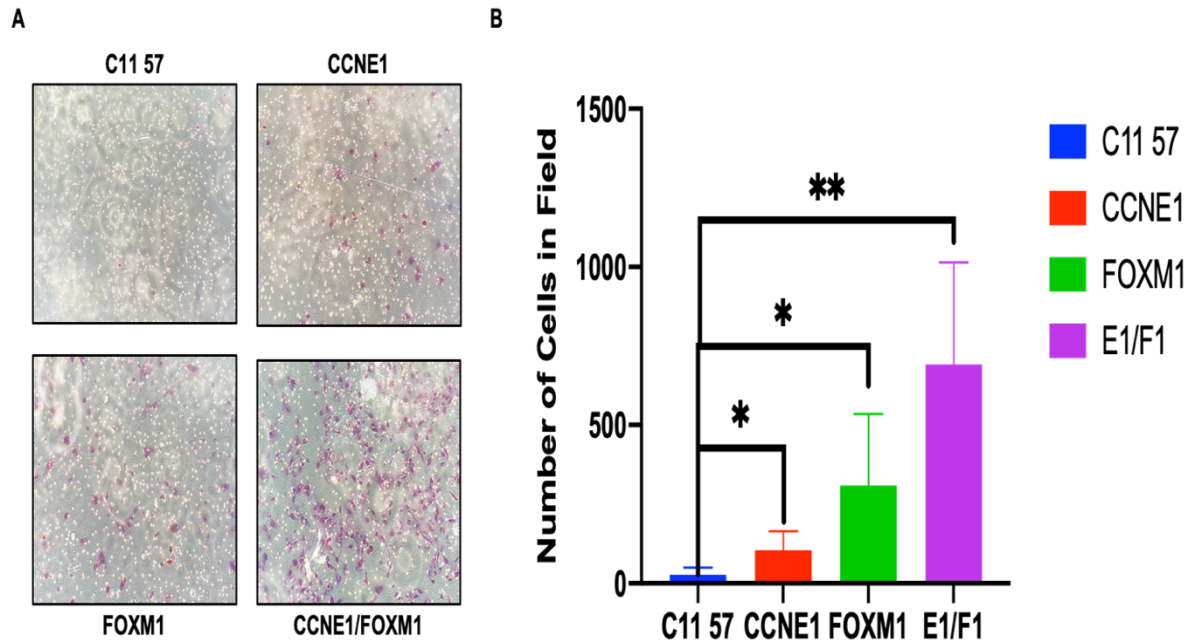 A
B
C11 57
CCNE1
FOXM1
CCNE1/FOXM1
Number of Cells in Field
1500
1000
500
0
**
*
*
C11 57
CCNE1
FOXM1
E1/F1
C11 57
CCNE1
FOXM1
E1/F1